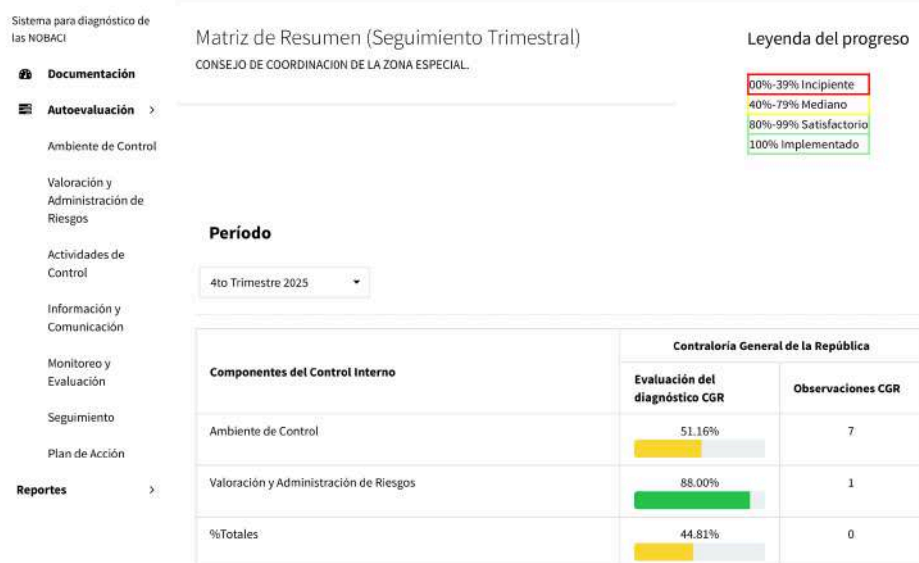 Sistema para diagnóstico de
las NOBACI
Documentación
Autoevaluación >
Ambiente de Control
Valoración y
Administración de
Riesgos
Actividades de
Control
Información y
Comunicación
Monitoreo y
Evaluación
Seguimiento
Plan de Acción
Reportes >
Matriz de Resumen (Seguimiento Trimestral)
CONSEJO DE COORDINACI0N DE LA ZONA ESPECIAL.
Leyenda del progreso
00%-39% Incipiente
40%-79% Mediano
80%-99% Satisfactorio
100% Implementado
Período
4to Trimestre 2025
Componentes del Control Interno
Contraloría General de la República
Evaluación del
diagnóstico CGR
Observaciones CGR
Ambiente de Control 51.16% 7
Valoración y Administración de Riesgos 88.00% 1
%Totales 44.81% 0